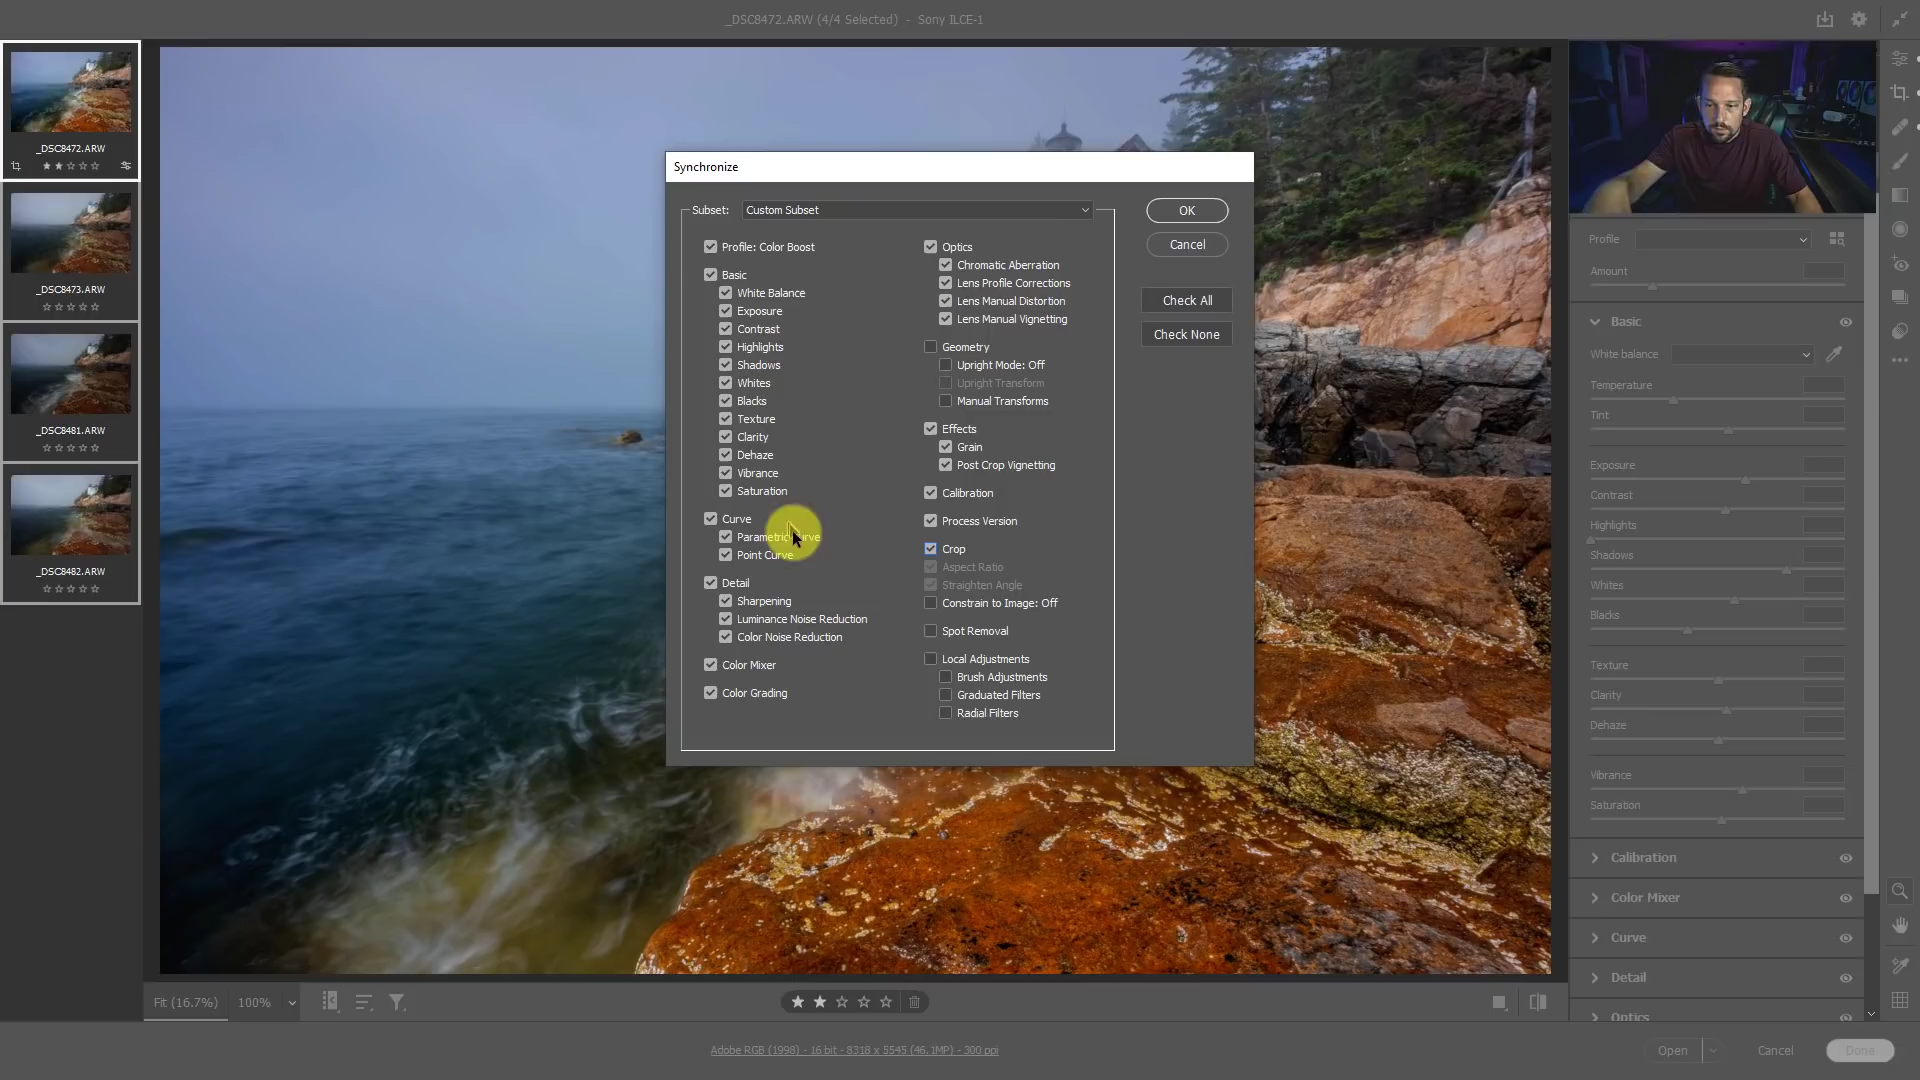 _DSC8472.ARW (4/4 Selected) - Sony ILCE-1
_DSC8472.ARW
_DSC8473.ARW
_DSC8481.ARW
_DSC8482.ARW
Synchronize
Subset: Custom Subset
OK
Cancel
Check All
Check None
Profile: Color Boost
Basic
White Balance
Exposure
Contrast
Highlights
Shadows
Whites
Blacks
Texture
Clarity
Dehaze
Vibrance
Saturation
Curve
Parametric Curve
Point Curve
Detail
Sharpening
Luminance Noise Reduction
Color Noise Reduction
Color Mixer
Color Grading
Optics
Chromatic Aberration
Lens Profile Corrections
Lens Manual Distortion
Lens Manual Vignetting
Geometry
Upright Mode: Off
Upright Transform
Manual Transforms
Effects
Grain
Post Crop Vignetting
Calibration
Process Version
Crop
Aspect Ratio
Straighten Angle
Constrain to Image: Off
Spot Removal
Local Adjustments
Brush Adjustments
Graduated Filters
Radial Filters
Profile
Amount
Basic
White balance
Temperature
Tint
Exposure
Contrast
Highlights
Shadows
Whites
Blacks
Texture
Clarity
Dehaze
Vibrance
Saturation
Calibration
Color Mixer
Curve
Detail
Optics
Fit (16.7%) 100%
Adobe RGB (1998) - 16 bit - 8318 x 5545 (46.1MP) - 300 ppi
Open
Cancel
Done